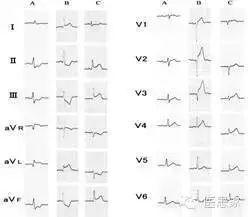 A B C A B C
I V1
II V2
III V3
aVR V4
aVL V5
aVF V6